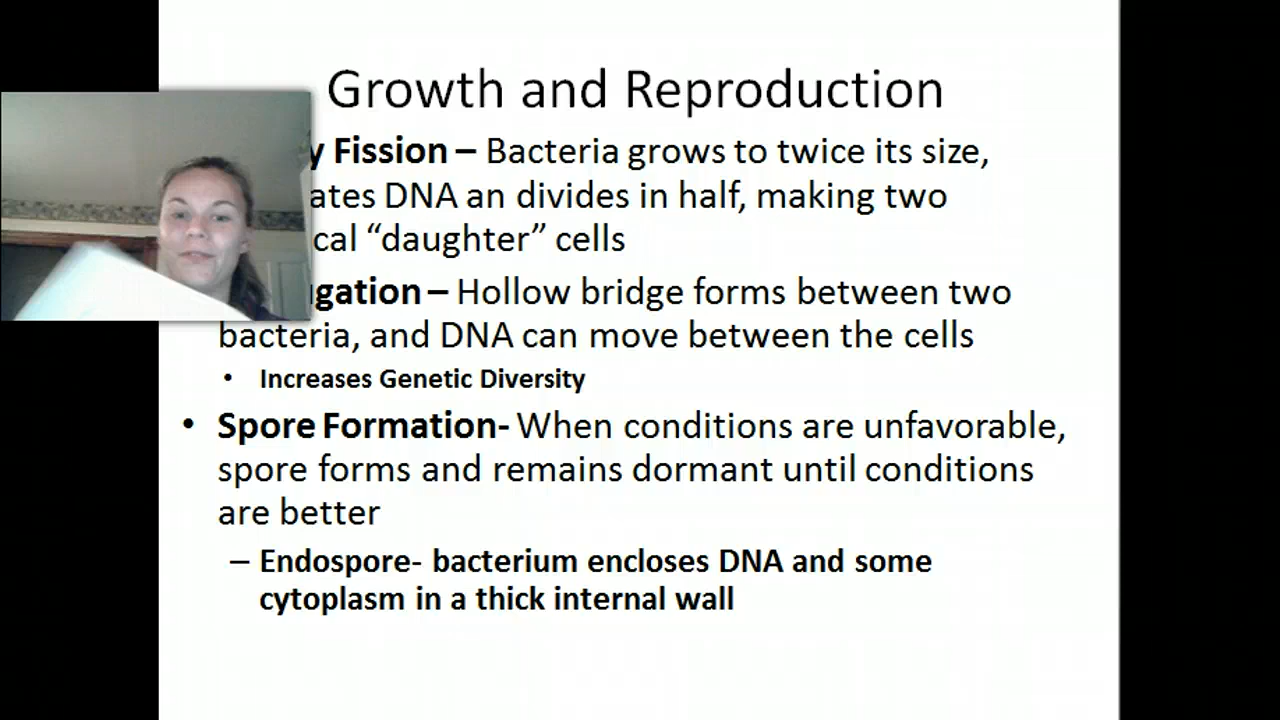 Growth and Reproduction
y Fission – Bacteria grows to twice its size,
ates DNA an divides in half, making two
cal “daughter” cells
gation – Hollow bridge forms between two
bacteria, and DNA can move between the cells
• Increases Genetic Diversity
• Spore Formation- When conditions are unfavorable,
spore forms and remains dormant until conditions
are better
– Endospore- bacterium encloses DNA and some
cytoplasm in a thick internal wall